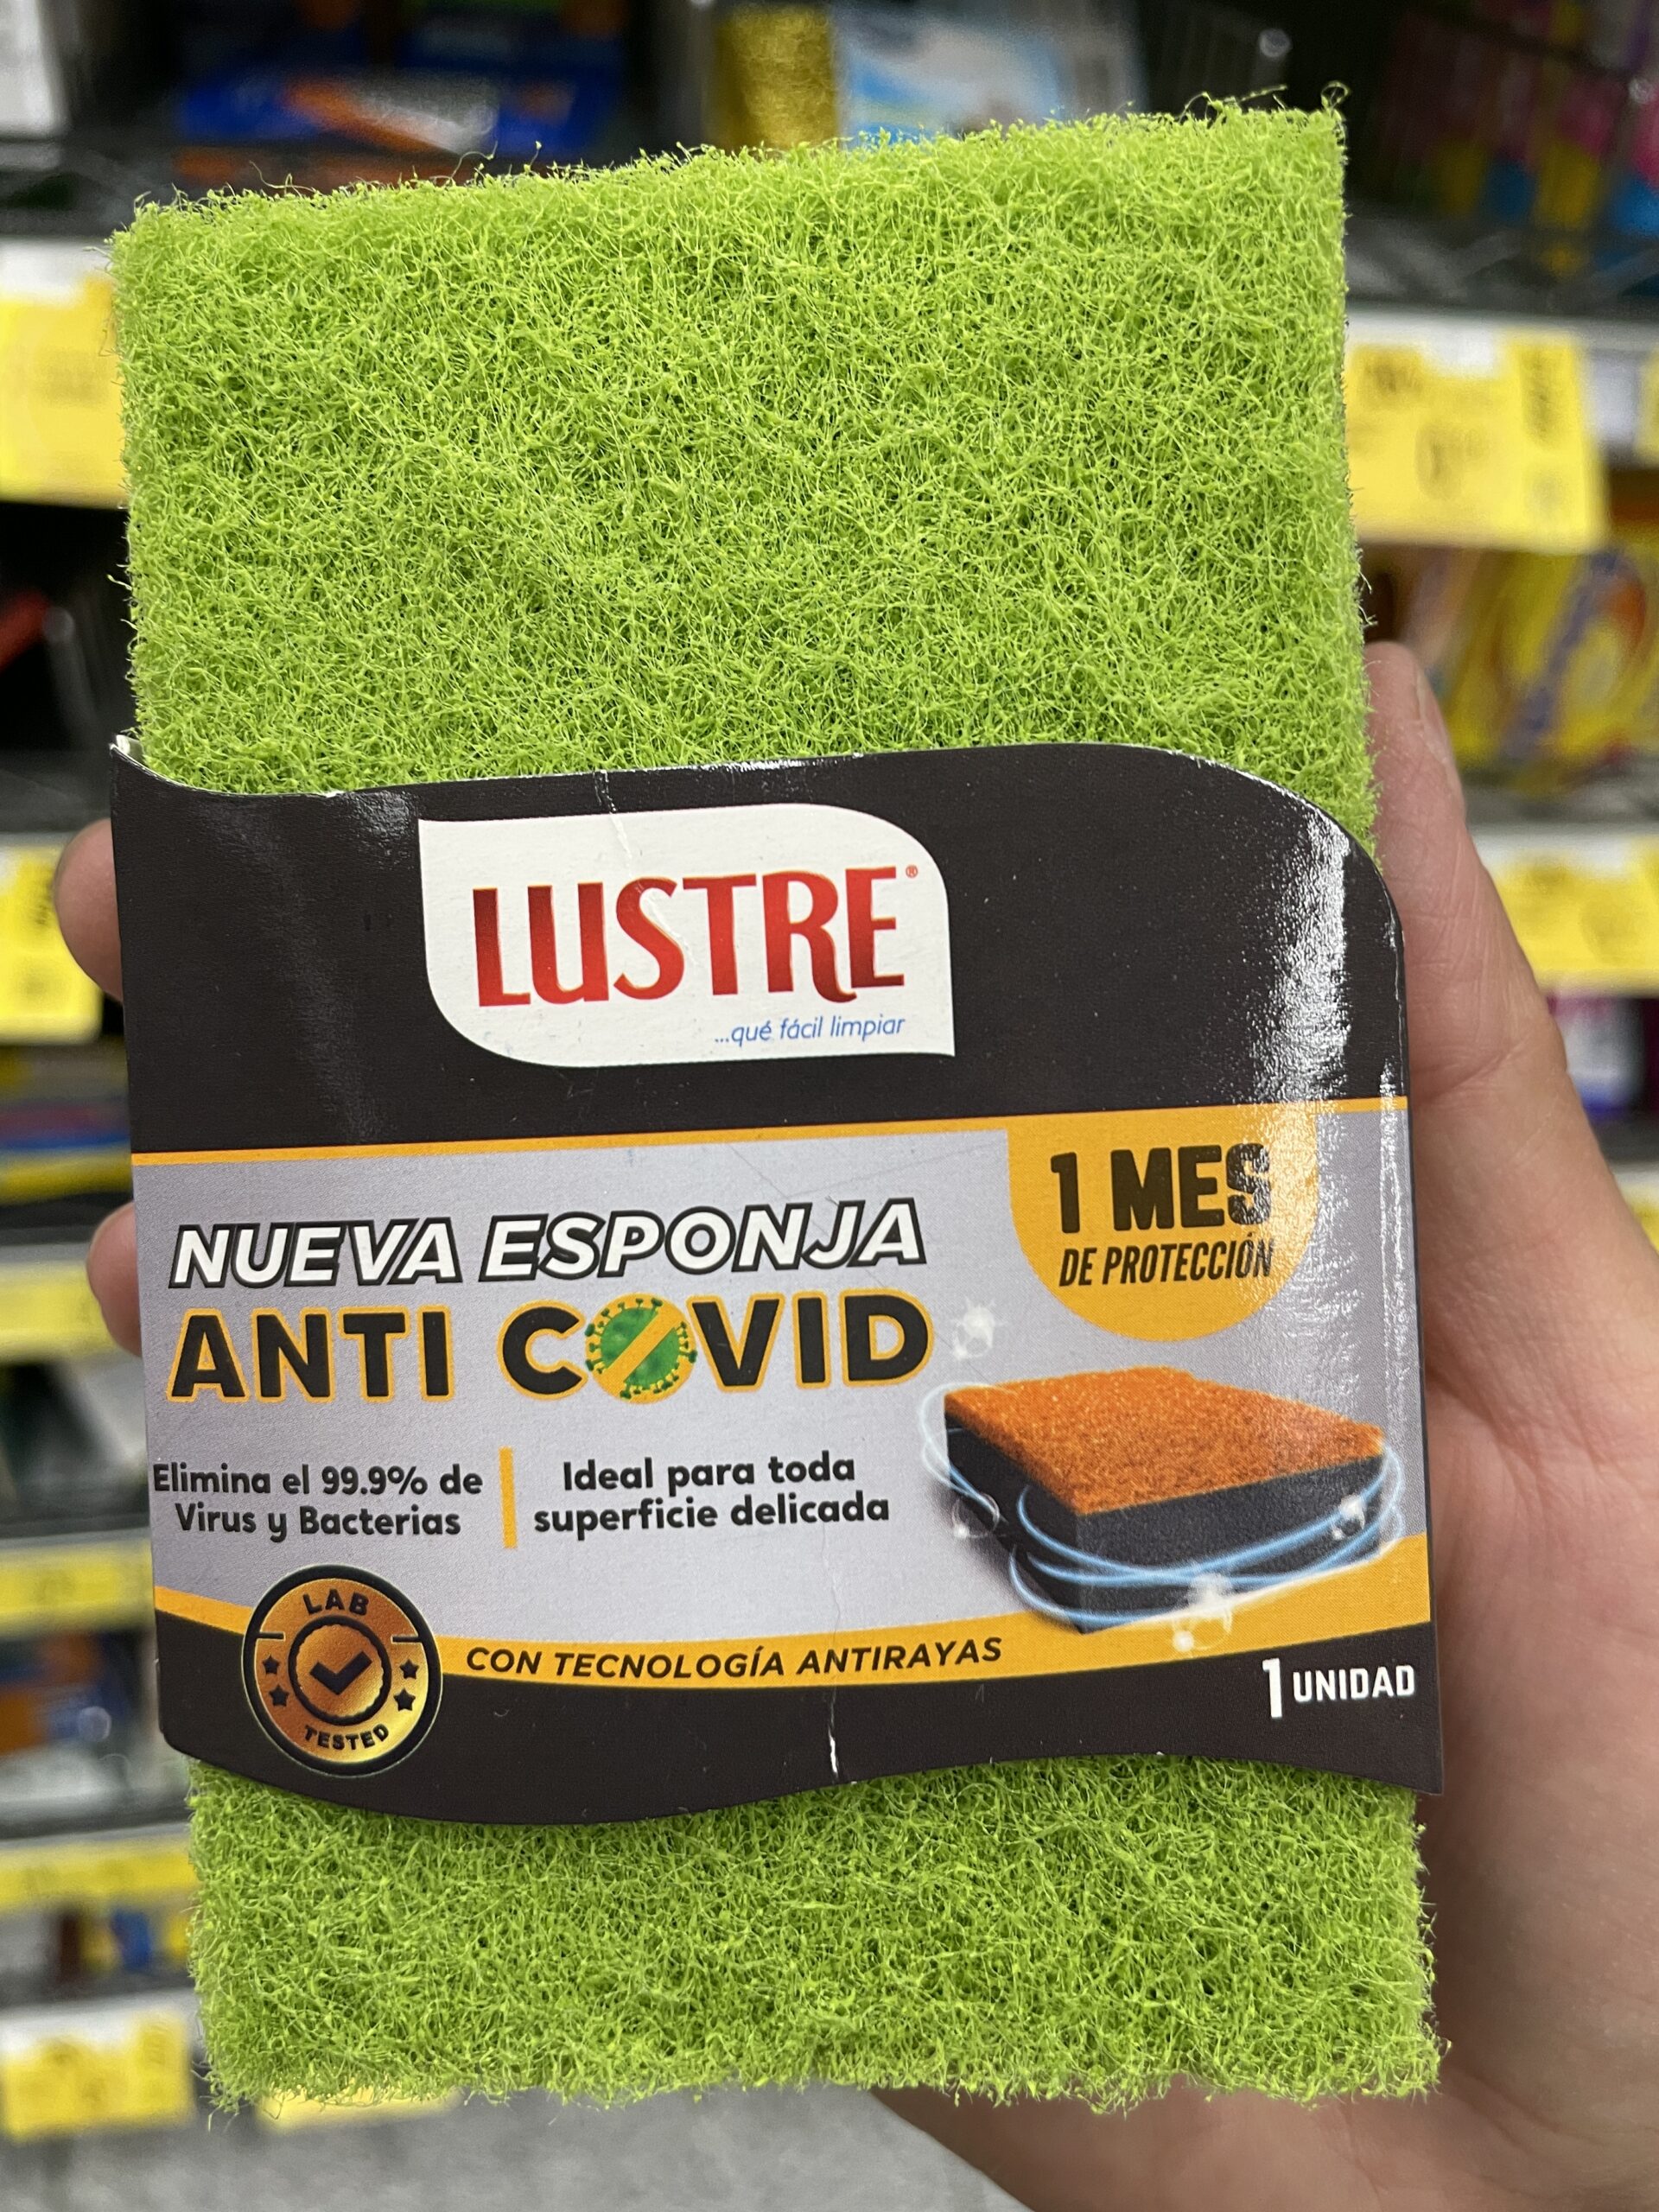 LUSTRE®
...qué fácil limpiar
1 MES
DE PROTECCIÓN
NUEVA ESPONJA
ANTI COVID
Elimina el 99.9% de
Virus y Bacterias
Ideal para toda
superficie delicada
LAB
TESTED
CON TECNOLOGÍA ANTIRAYAS
1 UNIDAD